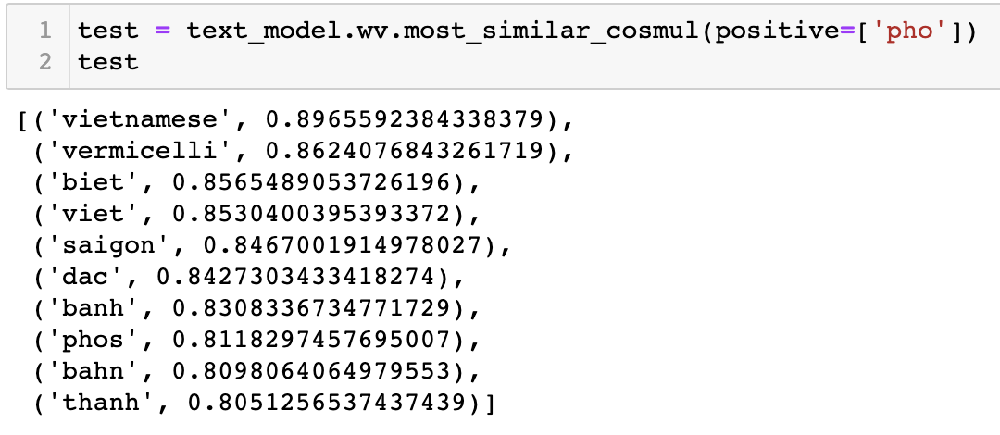 1 test = text_model.wv.most_similar_cosmul(positive=['pho'])
2 test
[('vietnamese', 0.8965592384338379),
('vermicelli', 0.8624076843261719),
('biet', 0.8565489053726196),
('viet', 0.8530400395393372),
('saigon', 0.8467001914978027),
('dac', 0.8427303433418274),
('banh', 0.8308336734771729),
('phos', 0.8118297457695007),
('bahn', 0.8098064064979553),
('thanh', 0.8051256537437439)]